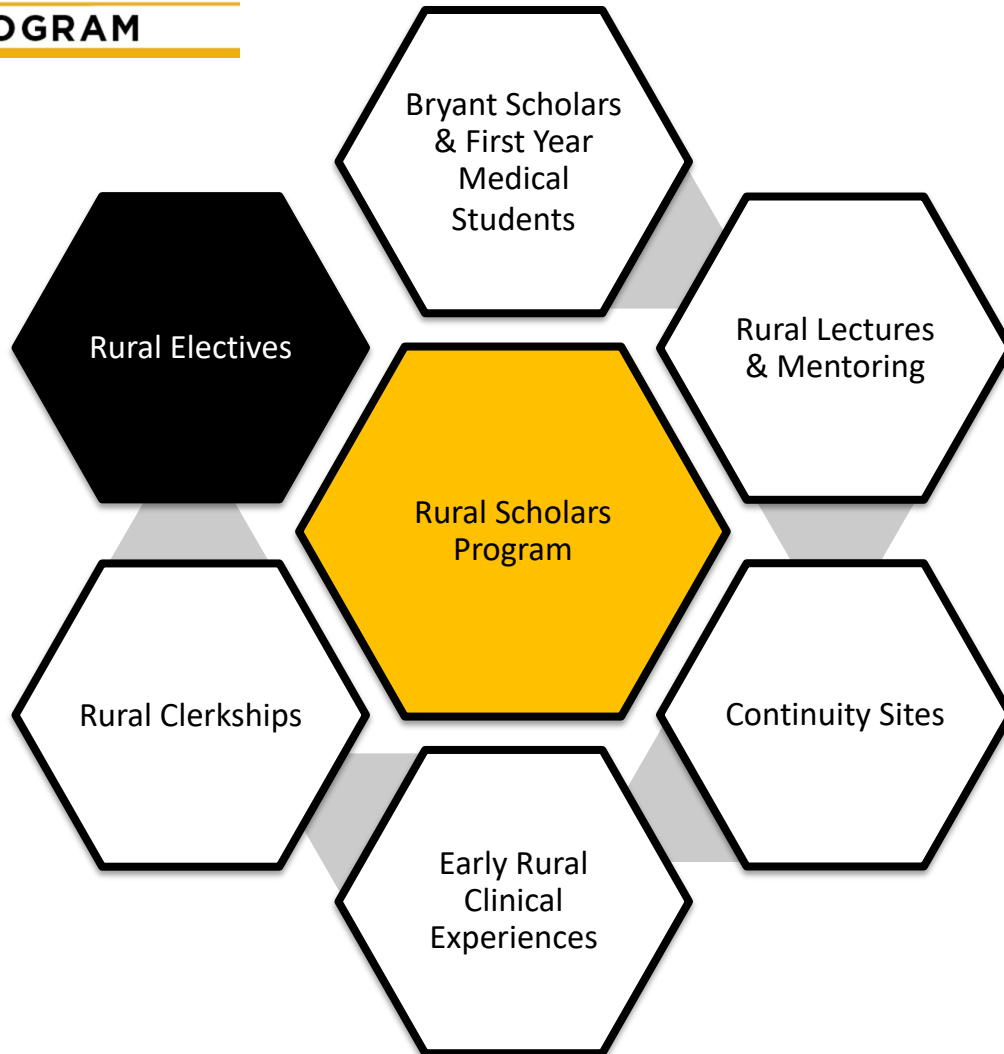 Bryant Scholars
& First Year
Medical
Students
Rural Lectures
& Mentoring
Continuity Sites
Early Rural
Clinical
Experiences
Rural Clerkships
Rural Electives
Rural Scholars
Program